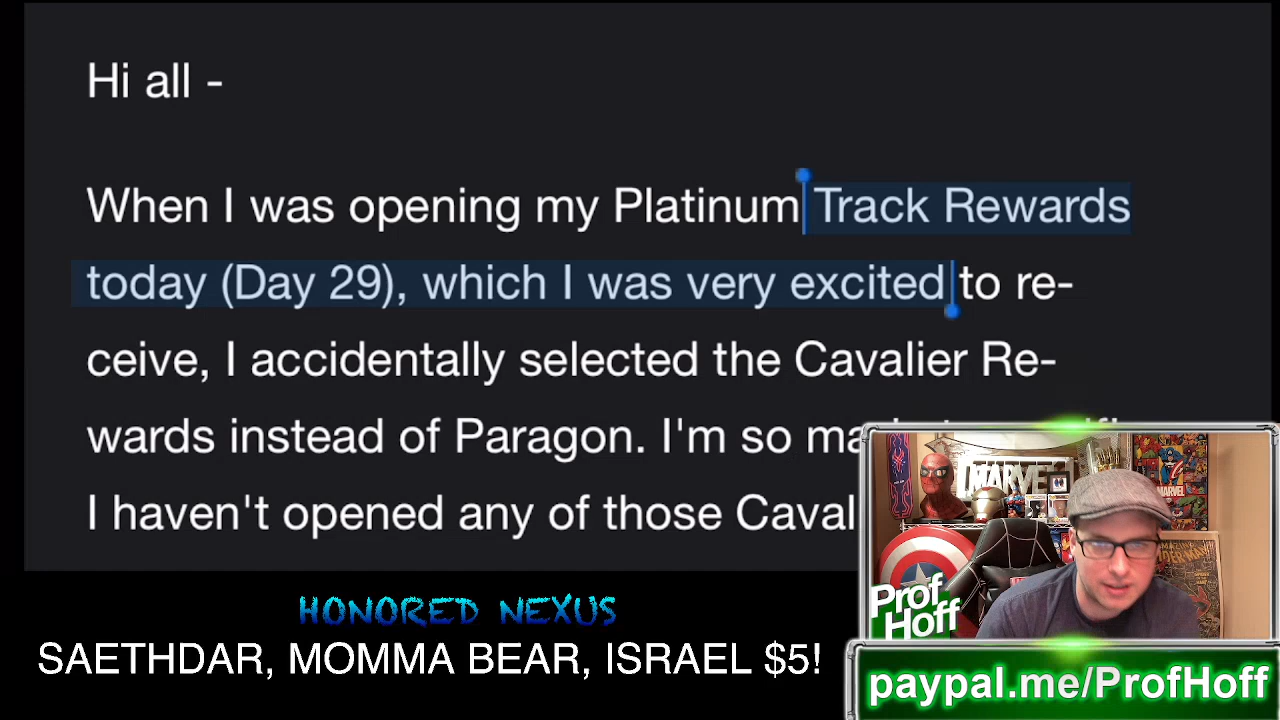 Hi all -
When I was opening my Platinum Track Rewards
today (Day 29), which I was very excited to re-
ceive, I accidentally selected the Cavalier Re-
wards instead of Paragon. I'm so
I haven't opened any of those
MARVEL
MARVEL
Prof
Hoff
HONORED NEXUS
SAETHDAR, MOMMA BEAR, ISRAEL $5!
paypal.me/ProfHoff